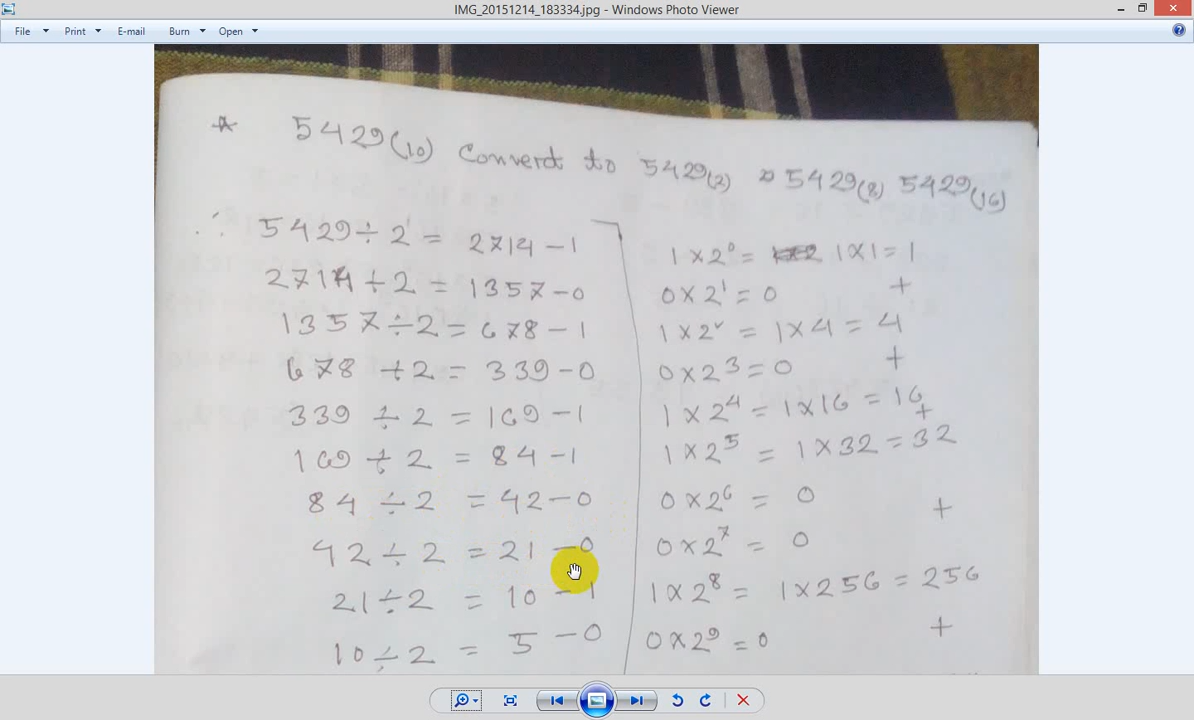 IMG_20151214_183334.jpg - Windows Photo Viewer
File Print E-mail Burn Open
☆ 5429(10) Convert to 5429(2) 5429(8) 5429(16)
∴ 5429 ÷ 2 = 2714 - 1
2714 ÷ 2 = 1357 - 0
1357 ÷ 2 = 678 - 1
678 ÷ 2 = 339 - 0
339 ÷ 2 = 169 - 1
169 ÷ 2 = 84 - 1
84 ÷ 2 = 42 - 0
42 ÷ 2 = 21 - 0
21 ÷ 2 = 10 - 1
10 ÷ 2 = 5 - 0
1 × 2⁰ = 1 × 1 = 1
+
0 × 2¹ = 0
1 × 2² = 1 × 4 = 4
+
0 × 2³ = 0
1 × 2⁴ = 1 × 16 = 16
+
1 × 2⁵ = 1 × 32 = 32
0 × 2⁶ = 0
+
0 × 2⁷ = 0
1 × 2⁸ = 1 × 256 = 256
+
0 × 2⁹ = 0